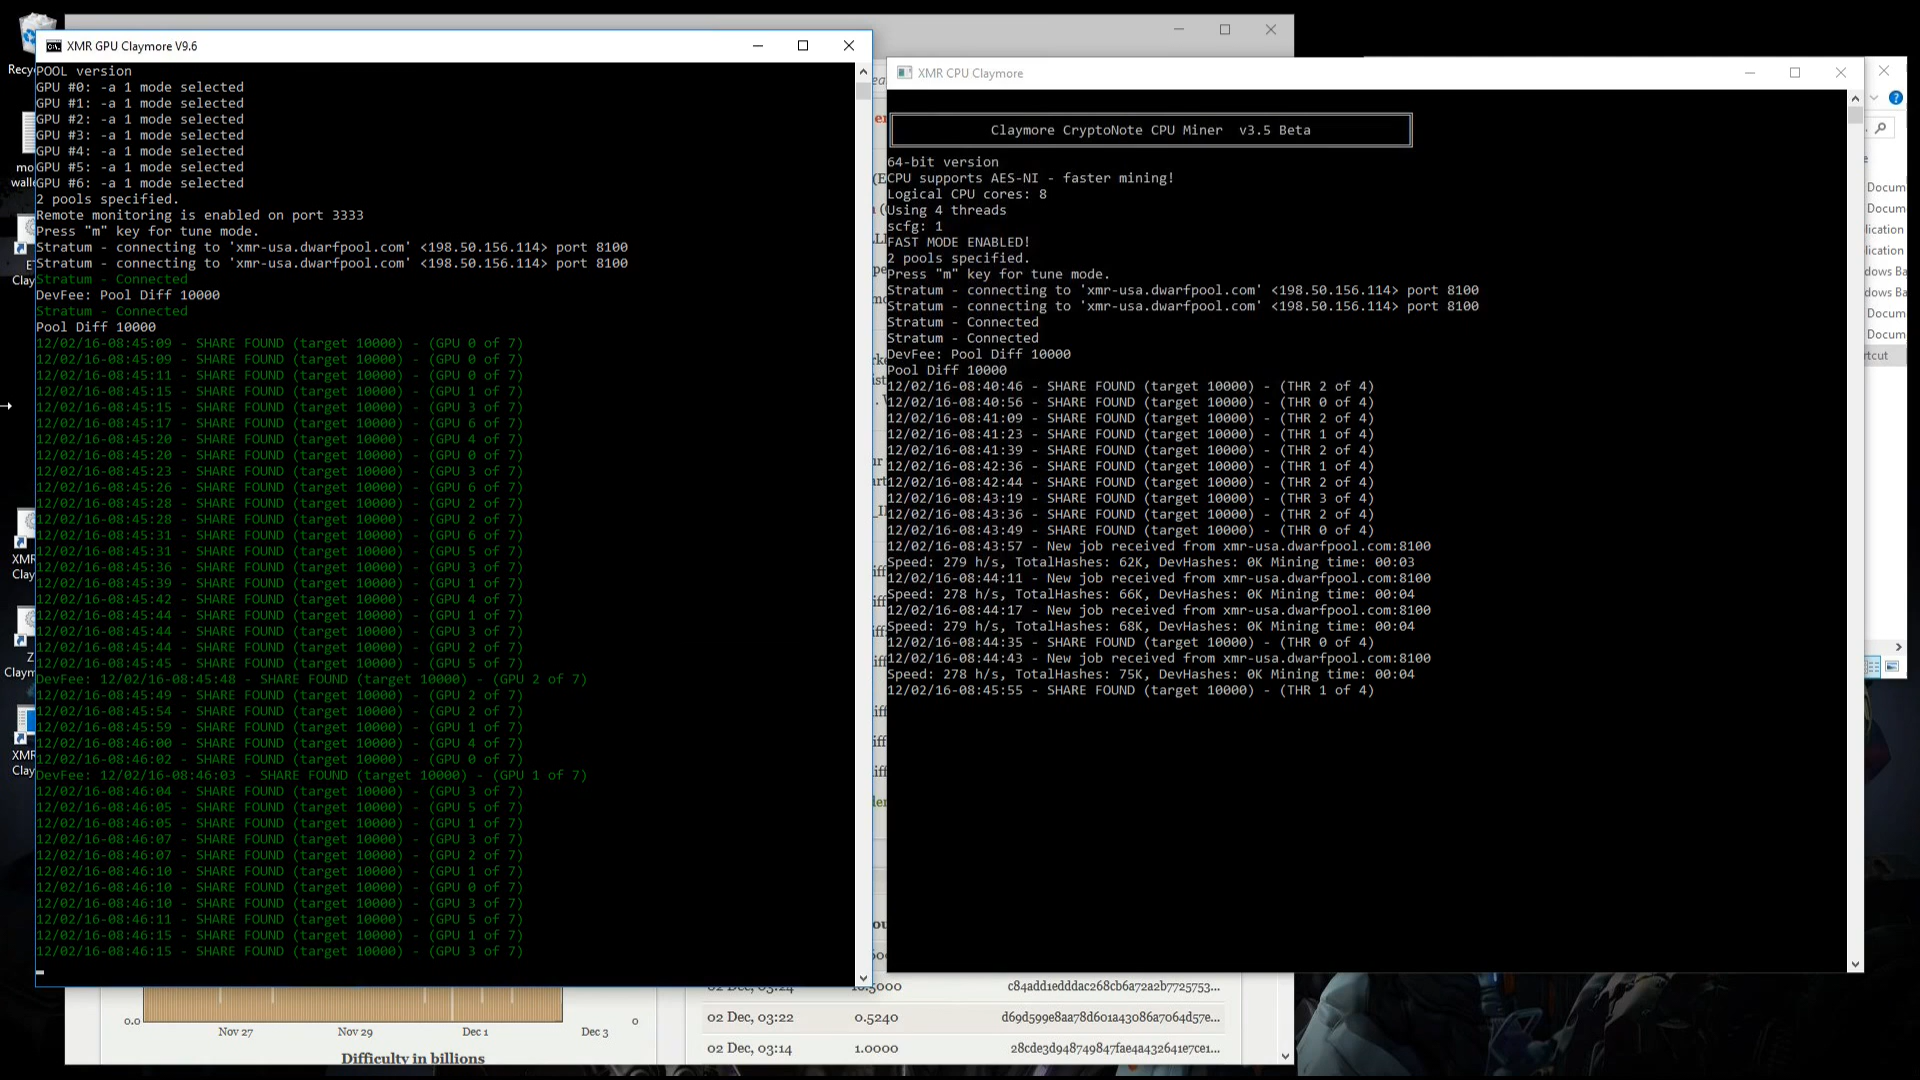 XMR GPU Claymore V9.6
POOL version
GPU #0: -a 1 mode selected
GPU #1: -a 1 mode selected
GPU #2: -a 1 mode selected
GPU #3: -a 1 mode selected
GPU #4: -a 1 mode selected
GPU #5: -a 1 mode selected
GPU #6: -a 1 mode selected
2 pools specified.
Remote monitoring is enabled on port 3333
Press "m" key for tune mode.
Stratum - connecting to 'xmr-usa.dwarfpool.com' <198.50.156.114> port 8100
Stratum - connecting to 'xmr-usa.dwarfpool.com' <198.50.156.114> port 8100
Stratum - Connected
DevFee: Pool Diff 10000
Stratum - Connected
Pool Diff 10000
12/02/16-08:45:09 - SHARE FOUND (target 10000) - (GPU 0 of 7)
12/02/16-08:45:09 - SHARE FOUND (target 10000) - (GPU 0 of 7)
12/02/16-08:45:11 - SHARE FOUND (target 10000) - (GPU 0 of 7)
12/02/16-08:45:15 - SHARE FOUND (target 10000) - (GPU 1 of 7)
12/02/16-08:45:15 - SHARE FOUND (target 10000) - (GPU 3 of 7)
12/02/16-08:45:17 - SHARE FOUND (target 10000) - (GPU 6 of 7)
12/02/16-08:45:20 - SHARE FOUND (target 10000) - (GPU 4 of 7)
12/02/16-08:45:20 - SHARE FOUND (target 10000) - (GPU 0 of 7)
12/02/16-08:45:23 - SHARE FOUND (target 10000) - (GPU 3 of 7)
12/02/16-08:45:26 - SHARE FOUND (target 10000) - (GPU 6 of 7)
12/02/16-08:45:28 - SHARE FOUND (target 10000) - (GPU 2 of 7)
12/02/16-08:45:28 - SHARE FOUND (target 10000) - (GPU 2 of 7)
12/02/16-08:45:31 - SHARE FOUND (target 10000) - (GPU 6 of 7)
12/02/16-08:45:31 - SHARE FOUND (target 10000) - (GPU 5 of 7)
12/02/16-08:45:36 - SHARE FOUND (target 10000) - (GPU 3 of 7)
12/02/16-08:45:39 - SHARE FOUND (target 10000) - (GPU 1 of 7)
12/02/16-08:45:42 - SHARE FOUND (target 10000) - (GPU 4 of 7)
12/02/16-08:45:44 - SHARE FOUND (target 10000) - (GPU 1 of 7)
12/02/16-08:45:44 - SHARE FOUND (target 10000) - (GPU 3 of 7)
12/02/16-08:45:44 - SHARE FOUND (target 10000) - (GPU 2 of 7)
12/02/16-08:45:45 - SHARE FOUND (target 10000) - (GPU 5 of 7)
DevFee: 12/02/16-08:45:48 - SHARE FOUND (target 10000) - (GPU 2 of 7)
12/02/16-08:45:49 - SHARE FOUND (target 10000) - (GPU 2 of 7)
12/02/16-08:45:54 - SHARE FOUND (target 10000) - (GPU 2 of 7)
12/02/16-08:45:59 - SHARE FOUND (target 10000) - (GPU 1 of 7)
12/02/16-08:46:00 - SHARE FOUND (target 10000) - (GPU 4 of 7)
12/02/16-08:46:02 - SHARE FOUND (target 10000) - (GPU 0 of 7)
DevFee: 12/02/16-08:46:03 - SHARE FOUND (target 10000) - (GPU 1 of 7)
12/02/16-08:46:04 - SHARE FOUND (target 10000) - (GPU 3 of 7)
12/02/16-08:46:05 - SHARE FOUND (target 10000) - (GPU 5 of 7)
12/02/16-08:46:05 - SHARE FOUND (target 10000) - (GPU 1 of 7)
12/02/16-08:46:07 - SHARE FOUND (target 10000) - (GPU 3 of 7)
12/02/16-08:46:07 - SHARE FOUND (target 10000) - (GPU 2 of 7)
12/02/16-08:46:10 - SHARE FOUND (target 10000) - (GPU 1 of 7)
12/02/16-08:46:10 - SHARE FOUND (target 10000) - (GPU 0 of 7)
12/02/16-08:46:10 - SHARE FOUND (target 10000) - (GPU 3 of 7)
12/02/16-08:46:11 - SHARE FOUND (target 10000) - (GPU 5 of 7)
12/02/16-08:46:15 - SHARE FOUND (target 10000) - (GPU 1 of 7)
12/02/16-08:46:15 - SHARE FOUND (target 10000) - (GPU 3 of 7)
XMR CPU Claymore
Claymore CryptoNote CPU Miner v3.5 Beta
64-bit version
CPU supports AES-NI - faster mining!
Logical CPU cores: 8
Using 4 threads
scfg: 1
FAST MODE ENABLED!
2 pools specified.
Press "m" key for tune mode.
Stratum - connecting to 'xmr-usa.dwarfpool.com' <198.50.156.114> port 8100
Stratum - connecting to 'xmr-usa.dwarfpool.com' <198.50.156.114> port 8100
Stratum - Connected
Stratum - Connected
DevFee: Pool Diff 10000
Pool Diff 10000
12/02/16-08:40:46 - SHARE FOUND (target 10000) - (THR 2 of 4)
12/02/16-08:40:56 - SHARE FOUND (target 10000) - (THR 0 of 4)
12/02/16-08:41:09 - SHARE FOUND (target 10000) - (THR 2 of 4)
12/02/16-08:41:23 - SHARE FOUND (target 10000) - (THR 1 of 4)
12/02/16-08:41:39 - SHARE FOUND (target 10000) - (THR 2 of 4)
12/02/16-08:42:36 - SHARE FOUND (target 10000) - (THR 1 of 4)
12/02/16-08:42:44 - SHARE FOUND (target 10000) - (THR 2 of 4)
12/02/16-08:43:19 - SHARE FOUND (target 10000) - (THR 3 of 4)
12/02/16-08:43:36 - SHARE FOUND (target 10000) - (THR 2 of 4)
12/02/16-08:43:49 - SHARE FOUND (target 10000) - (THR 0 of 4)
12/02/16-08:43:57 - New job received from xmr-usa.dwarfpool.com:8100
Speed: 279 h/s, TotalHashes: 62K, DevHashes: 0K Mining time: 00:03
12/02/16-08:44:11 - New job received from xmr-usa.dwarfpool.com:8100
Speed: 278 h/s, TotalHashes: 66K, DevHashes: 0K Mining time: 00:04
12/02/16-08:44:17 - New job received from xmr-usa.dwarfpool.com:8100
Speed: 279 h/s, TotalHashes: 68K, DevHashes: 0K Mining time: 00:04
12/02/16-08:44:35 - SHARE FOUND (target 10000) - (THR 0 of 4)
12/02/16-08:44:43 - New job received from xmr-usa.dwarfpool.com:8100
Speed: 278 h/s, TotalHashes: 75K, DevHashes: 0K Mining time: 00:04
12/02/16-08:45:55 - SHARE FOUND (target 10000) - (THR 1 of 4)
Recy
XMR
Clay
Docum
Docum
Docum
Docum
0.0
0
Nov 27
Nov 29
Dec 1
Dec 3
Difficulty in billions
02 Dec, 03:24 c84add1edddac268cb6a72a2b7725753...
02 Dec, 03:22 0.5240 d69d599e8aa78d601a43086a7064d57e...
02 Dec, 03:14 1.0000 28cde3d948749847fae4a432641e7ce1...